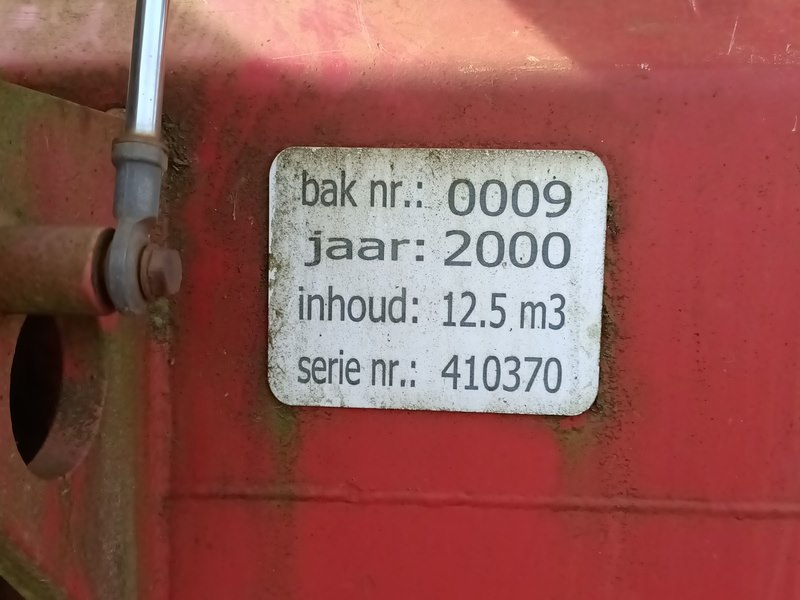 bak nr.: 0009
jaar: 2000
inhoud: 12.5 m3
serie nr.: 410370